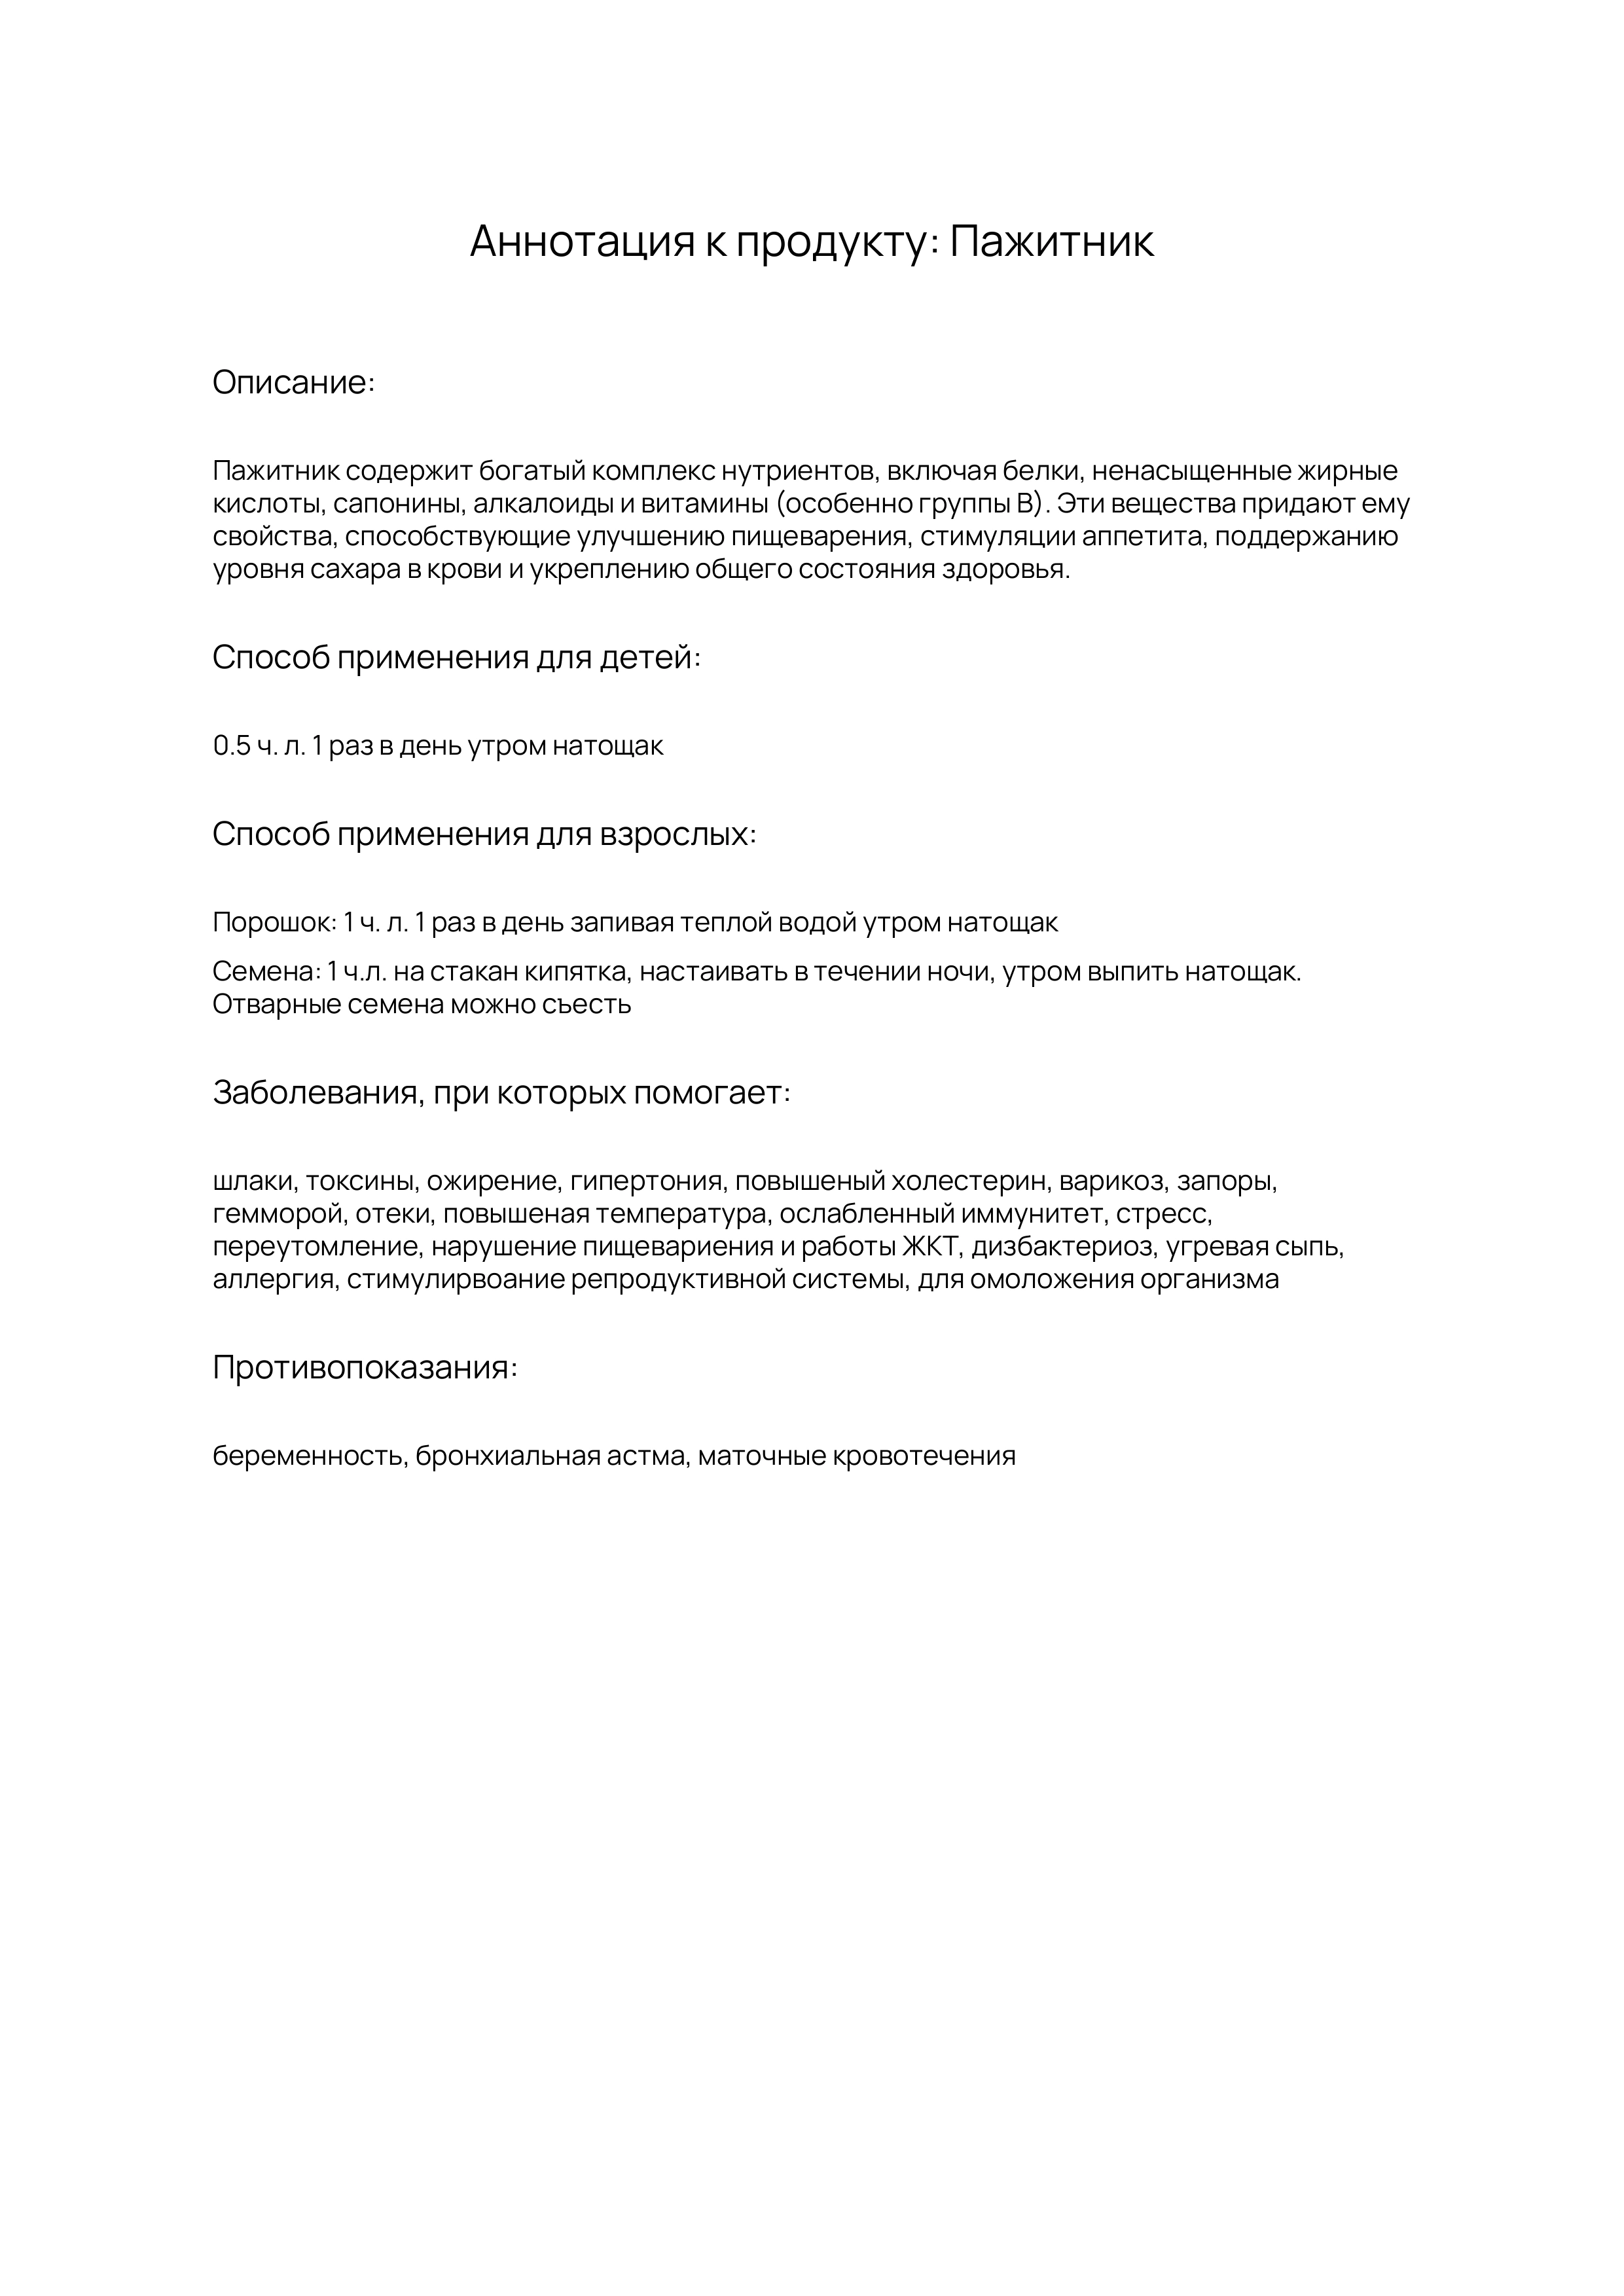 Аннотация к продукту: Пажитник
Описание:
Пажитник содержит богатый комплекс нутриентов, включая белки, ненасыщенные жирные
кислоты, сапонины, алкалоиды и витамины (особенно группы B). Эти вещества придают ему
свойства, способствующие улучшению пищеварения, стимуляции аппетита, поддержанию
уровня сахара в крови и укреплению общего состояния здоровья.
Способ применения для детей:
0.5 ч. л. 1 раз в день утром натощак
Способ применения для взрослых:
Порошок: 1 ч. л. 1 раз в день запивая теплой водой утром натощак
Семена: 1 ч.л. на стакан кипятка, настаивать в течении ночи, утром выпить натощак.
Отварные семена можно съесть
Заболевания, при которых помогает:
шлаки, токсины, ожирение, гипертония, повышеный холестерин, варикоз, запоры,
гемморой, отеки, повышеная температура, ослабленный иммунитет, стресс,
переутомление, нарушение пищевариения и работы ЖКТ, дизбактериоз, угревая сыпь,
аллергия, стимулирвоание репродуктивной системы, для омоложения организма
Противопоказания:
беременность, бронхиальная астма, маточные кровотечения